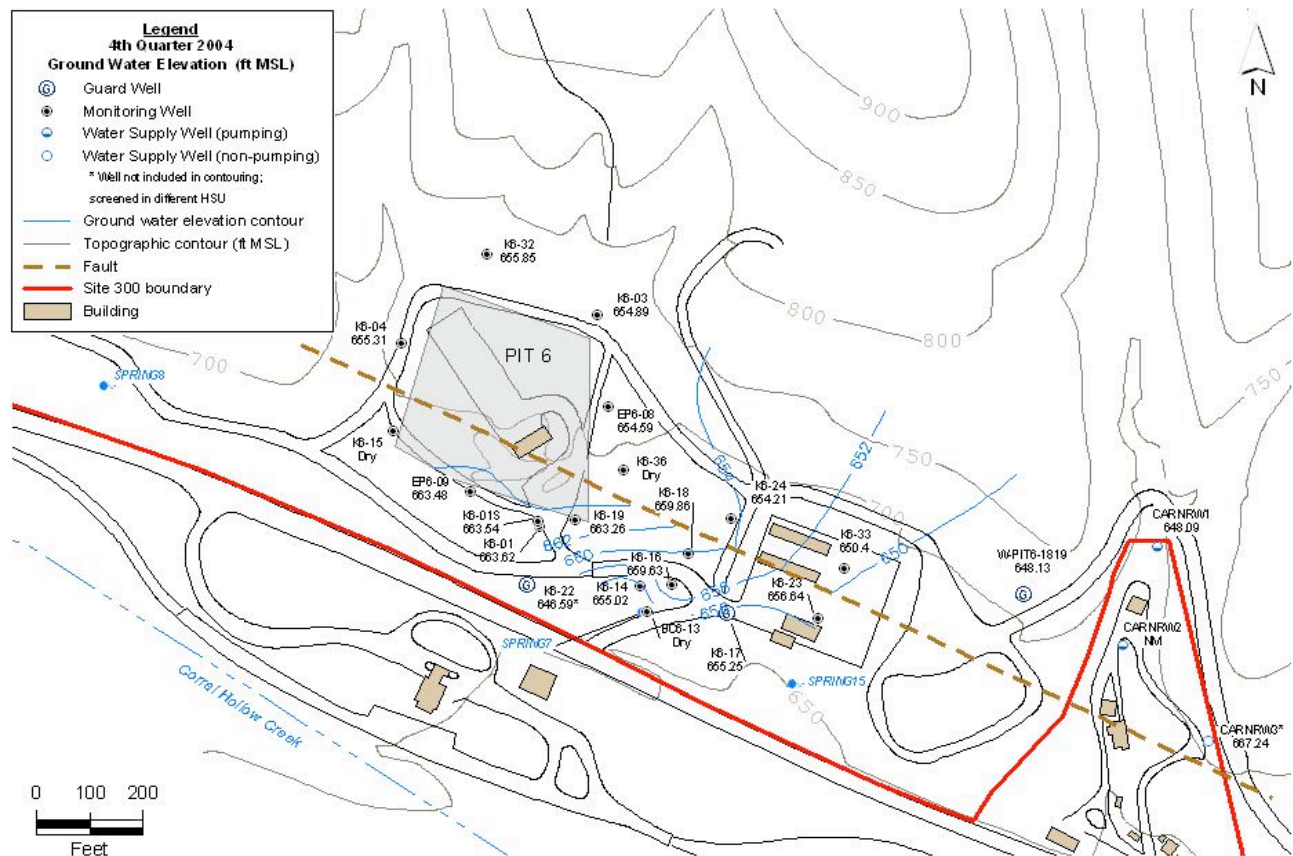 Legend
4th Quarter 2004
Ground Water Elevation (ft MSL)
G Guard Well
Monitoring Well
Water Supply Well (pumping)
Water Supply Well (non-pumping)
* Well not included in contouring;
screened in different HSU
Ground water elevation contour
Topographic contour (ft MSL)
Fault
Site 300 boundary
Building
N
900
850
800
800
750
750
700
700
650
K6-32
655.85
K6-03
654.89
K6-04
655.31
PIT 6
SPRING8
EP6-08
654.59
K6-15
Dry
K6-36
Dry
EP6-09
663.48
K6-18
659.86
654
K6-24
654.21
652
K6-01S
663.54
K6-19
663.26
K6-01
663.62
662
660
K6-16
659.63
K6-33
650.4
650
CARNRW1
648.09
W-PIT6-1819
648.13
G
G
K6-22
646.59*
K6-14
655.02
658
656
K6-23
656.64
G
BC6-13
Dry
CARNRW2
NM
SPRING7
K6-17
655.25
SPRING15
CARNRW3*
667.24
Corral Hollow Creek
0 100 200
Feet